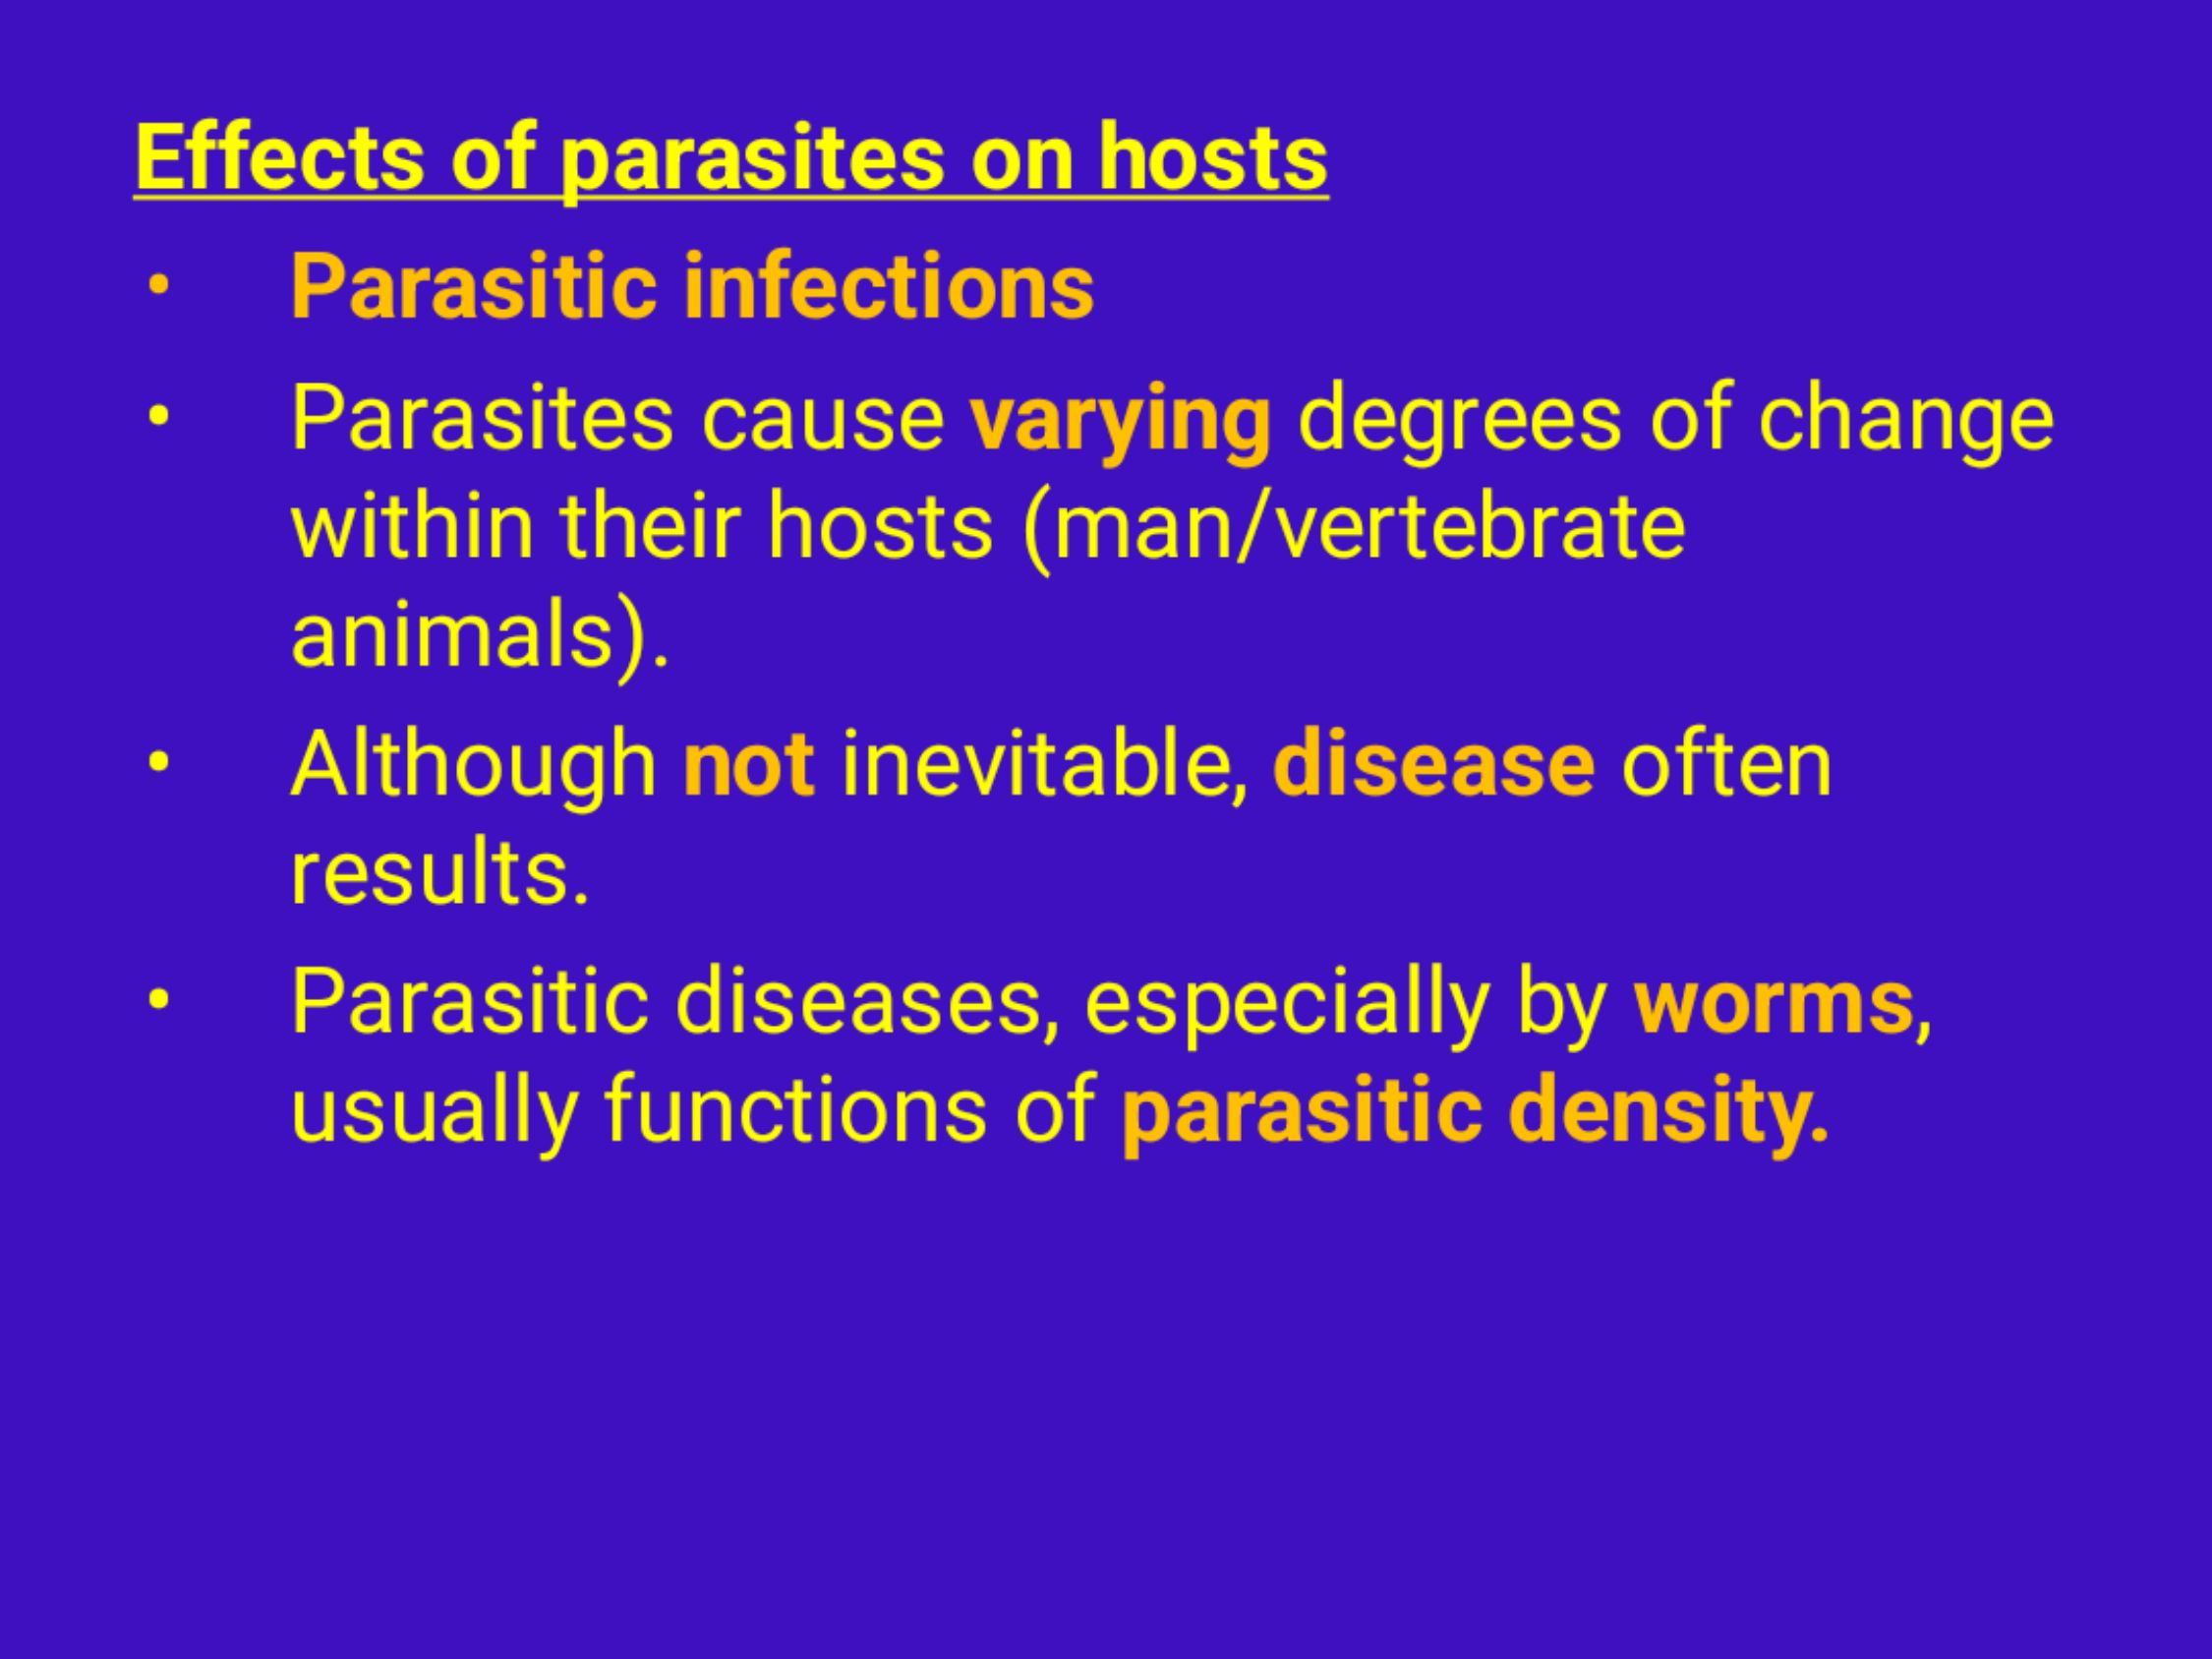 Effects of parasites on hosts
• Parasitic infections
• Parasites cause varying degrees of change
within their hosts (man/vertebrate
animals).
• Although not inevitable, disease often
results.
• Parasitic diseases, especially by worms,
usually functions of parasitic density.